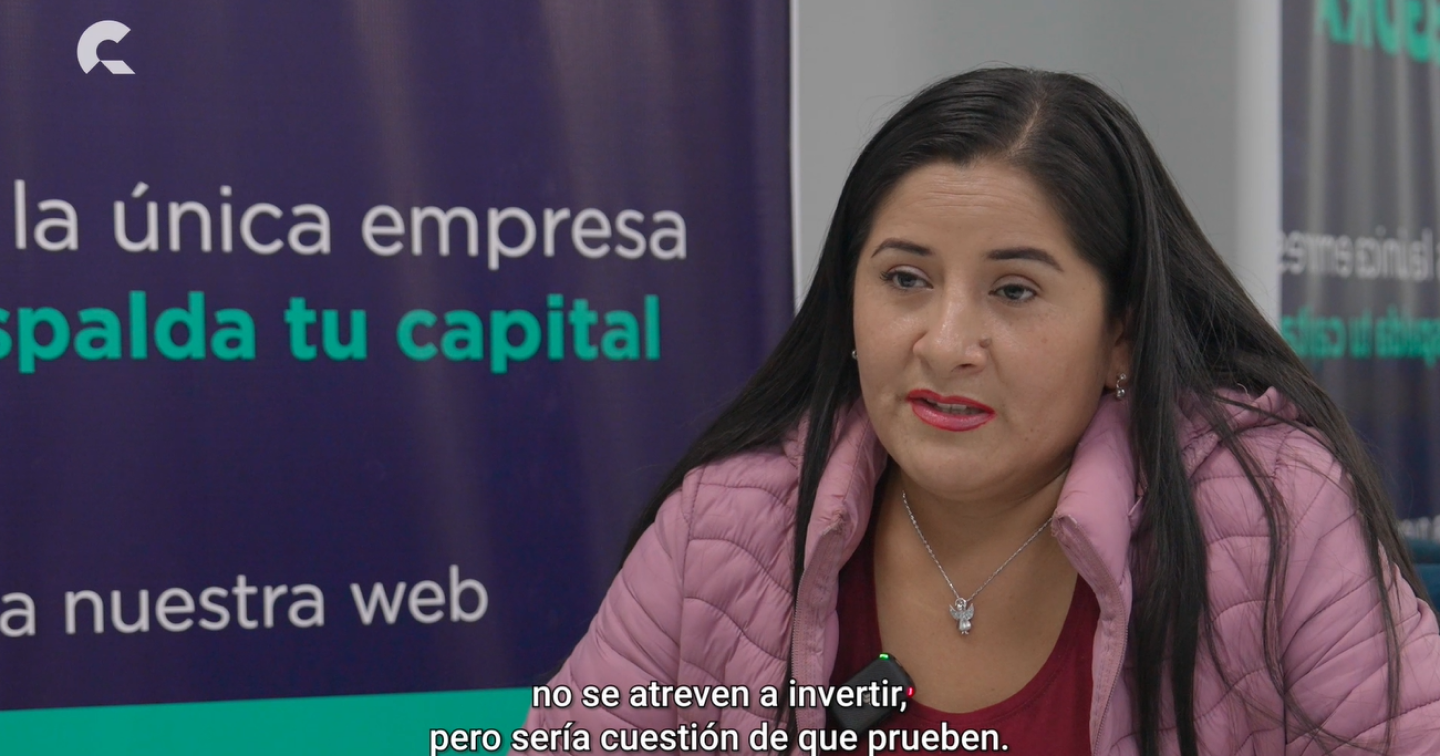 la única empresa
spalda tu capital
a nuestra web
no se atreven a invertir,
pero sería cuestión de que prueben.